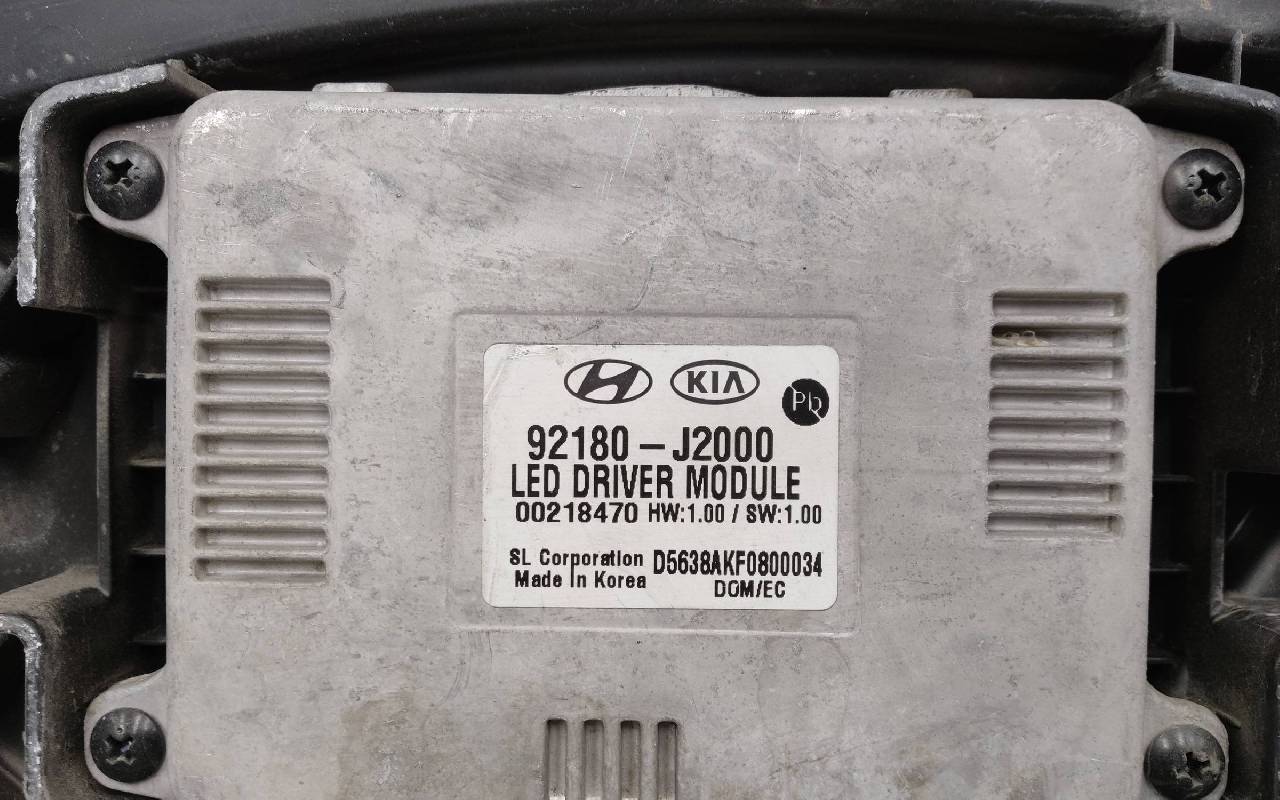 KIA
Pb
92180-J2000
LED DRIVER MODULE
00218470 HW:1.00 / SW:1.00
SL Corporation D5638AKF0800034
Made In Korea DOM/EC